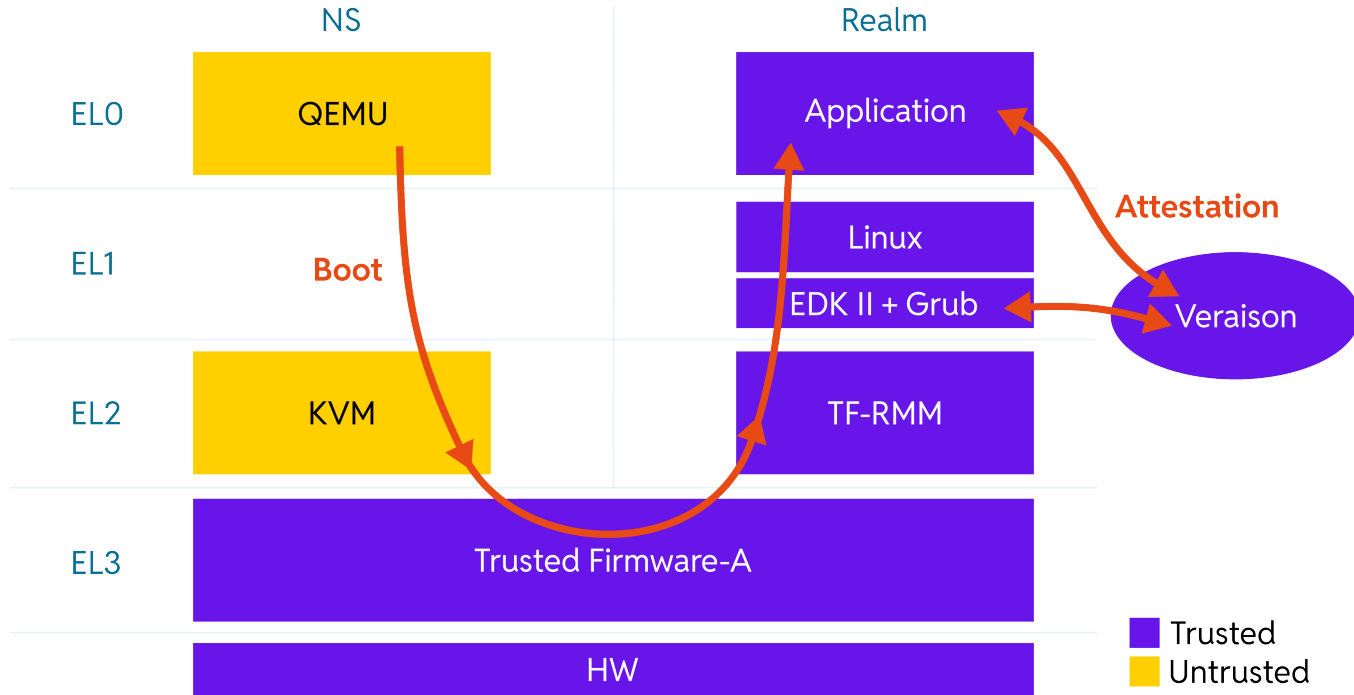 NS
Realm
EL0
QEMU
Application
Attestation
EL1
Boot
Linux
EDK II + Grub
Veraison
EL2
KVM
TF-RMM
EL3
Trusted Firmware-A
HW
Trusted
Untrusted